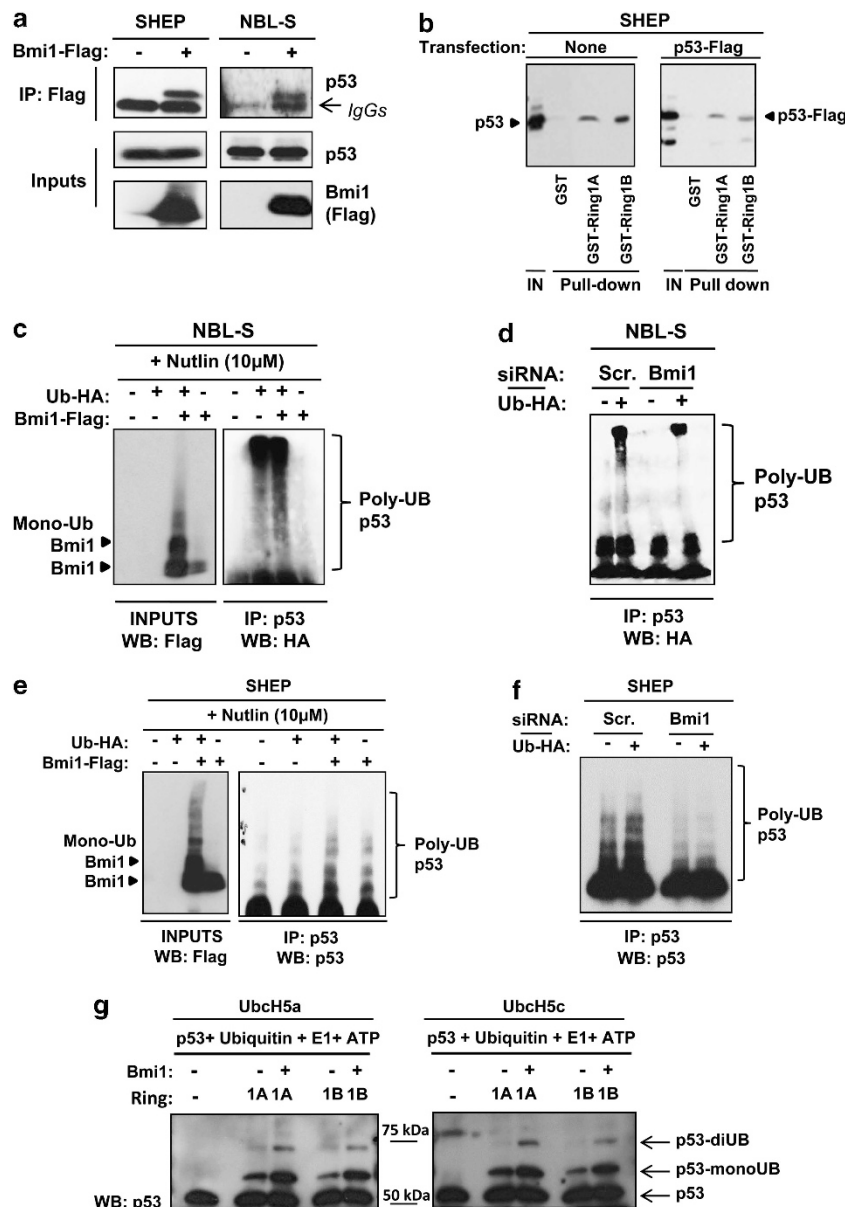 a
SHEP NBL-S
Bmi1-Flag: - + - +
IP: Flag
p53
IgGs
Inputs
p53
Bmi1
(Flag)
b
SHEP
Transfection: None p53-Flag
p53
p53-Flag
GST
GST-Ring1A
GST-Ring1B
GST
GST-Ring1A
GST-Ring1B
IN Pull-down IN Pull down
c
NBL-S
+ Nutlin (10µM)
Ub-HA: - + + - - + + -
Bmi1-Flag: - - + + - - + +
Mono-Ub
Bmi1
Bmi1
Poly-UB
p53
INPUTS
WB: Flag
IP: p53
WB: HA
d
NBL-S
siRNA: Scr. Bmi1
Ub-HA: - + - +
Poly-UB
p53
IP: p53
WB: HA
e
SHEP
+ Nutlin (10µM)
Ub-HA: - + + - - + + -
Bmi1-Flag: - - + + - - + +
Mono-Ub
Bmi1
Bmi1
Poly-UB
p53
INPUTS
WB: Flag
IP: p53
WB: p53
f
SHEP
siRNA: Scr. Bmi1
Ub-HA: - + - +
Poly-UB
p53
IP: p53
WB: p53
g
UbcH5a UbcH5c
p53+ Ubiquitin + E1+ ATP p53 + Ubiquitin + E1+ ATP
Bmi1: - - + - + - - + - +
Ring: - 1A 1A 1B 1B - 1A 1A 1B 1B
75 kDa
p53-diUB
p53-monoUB
WB: p53 50 kDa p53